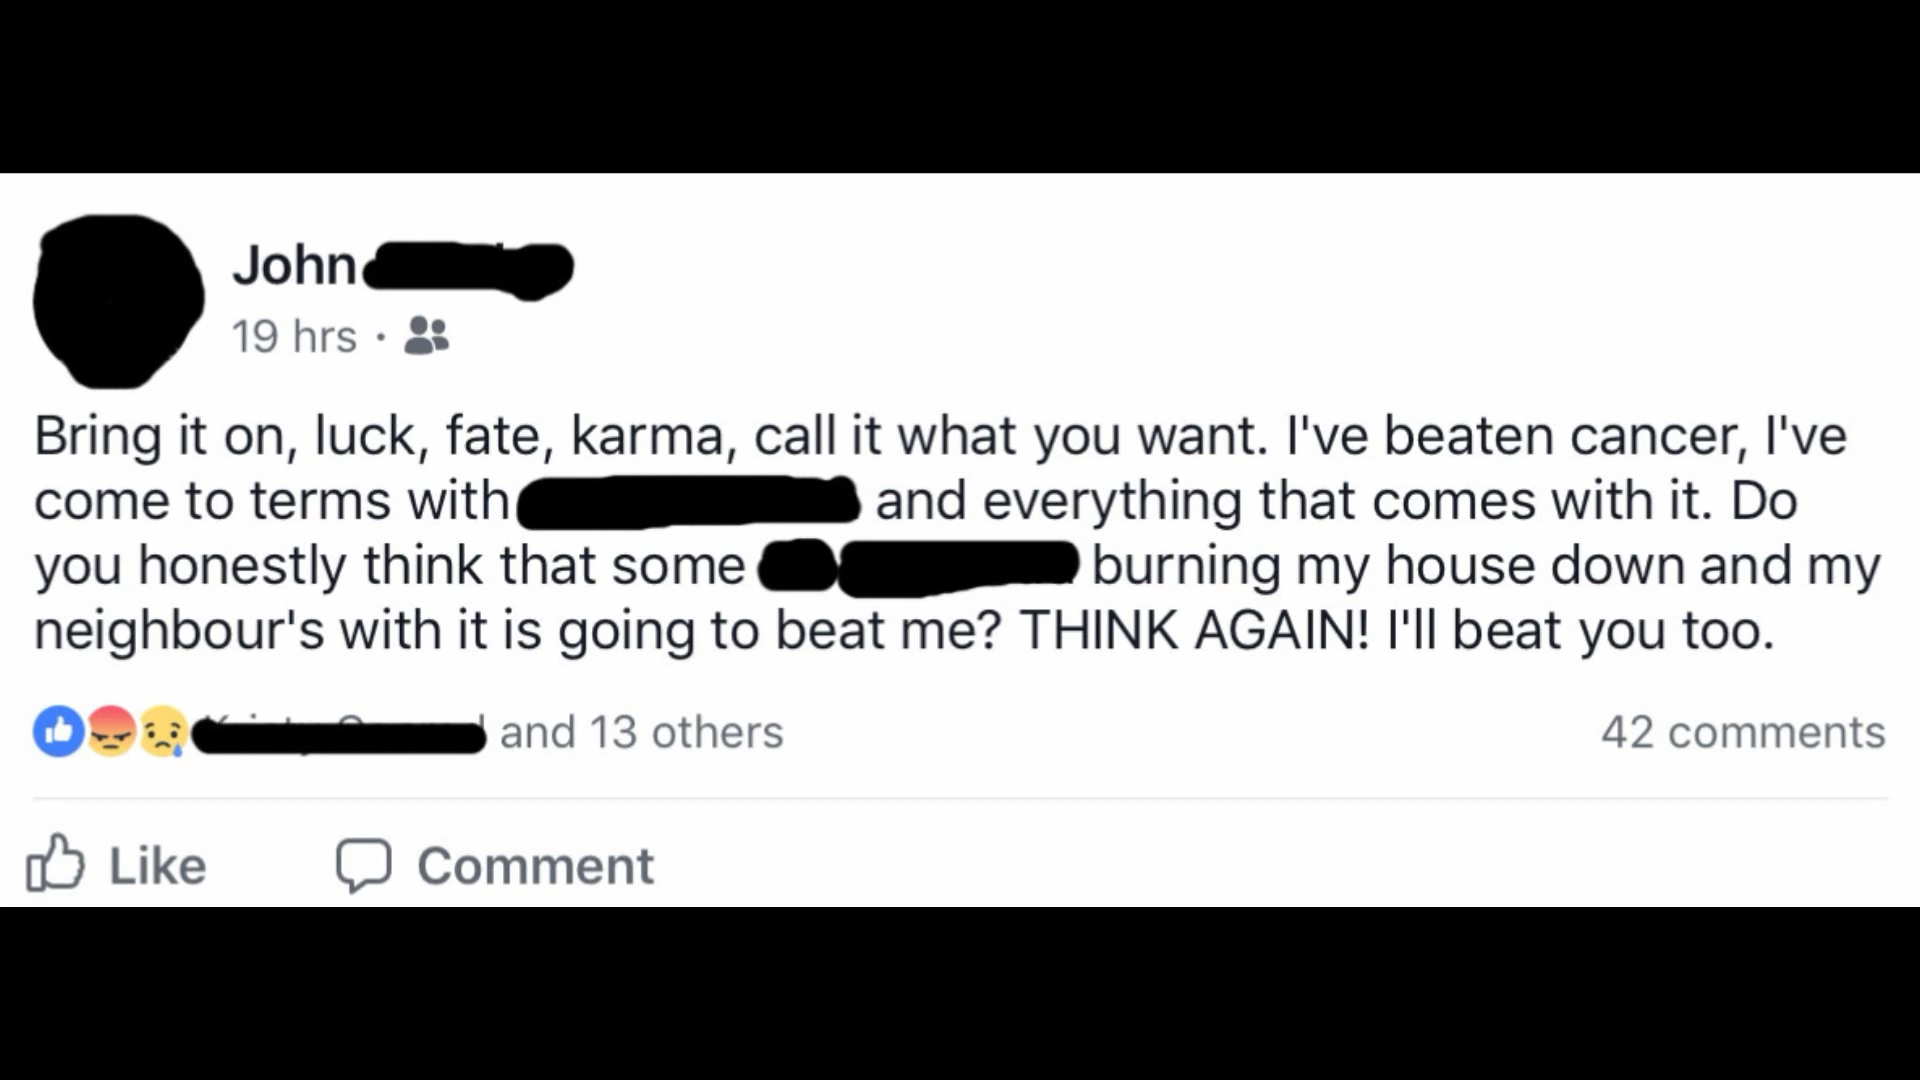 John
19 hrs ·
Bring it on, luck, fate, karma, call it what you want. I've beaten cancer, I've
come to terms with and everything that comes with it. Do
you honestly think that some burning my house down and my
neighbour's with it is going to beat me? THINK AGAIN! I'll beat you too.
and 13 others 42 comments
Like Comment